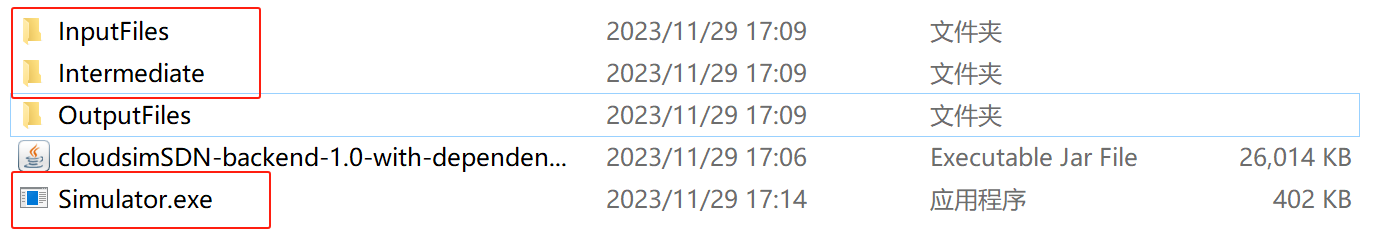 InputFiles 2023/11/29 17:09 文件夹
Intermediate 2023/11/29 17:09 文件夹
OutputFiles 2023/11/29 17:09 文件夹
cloudsimSDN-backend-1.0-with-dependen... 2023/11/29 17:06 Executable Jar File 26,014 KB
Simulator.exe 2023/11/29 17:14 应用程序 402 KB